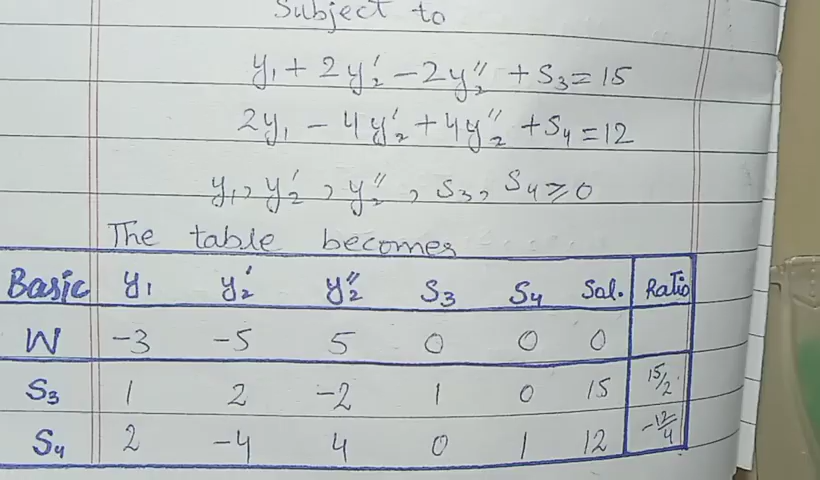 Subject to
y₁ + 2y₂′ − 2y₂″ + S₃ = 15
2y₁ − 4y₂′ + 4y₂″ + S₄ = 12
y₁, y₂′, y₂″, S₃, S₄ ≥ 0
The table becomes
Basic y₁ y₂′ y₂″ S₃ S₄ Sol. Ratio
W −3 −5 5 0 0 0
S₃ 1 2 −2 1 0 15 15/2
S₄ 2 −4 4 0 1 12 −12/4